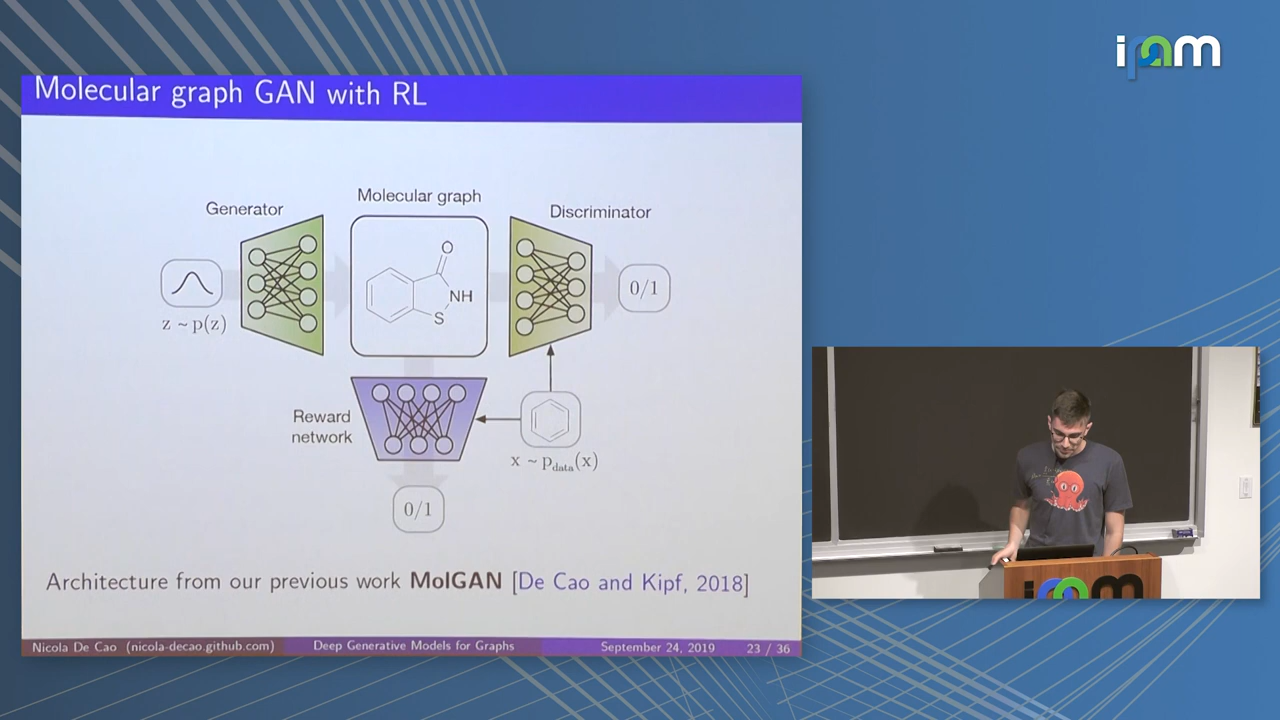 ipam
Molecular graph GAN with RL
Molecular graph
Generator
Discriminator
O
NH
S
0/1
z ~ p(z)
Reward
network
x ~ pdata(x)
0/1
Architecture from our previous work MolGAN [De Cao and Kipf, 2018]
Nicola De Cao (nicola-decao.github.com)
Deep Generative Models for Graphs
September 24, 2019
23 / 36
ipam